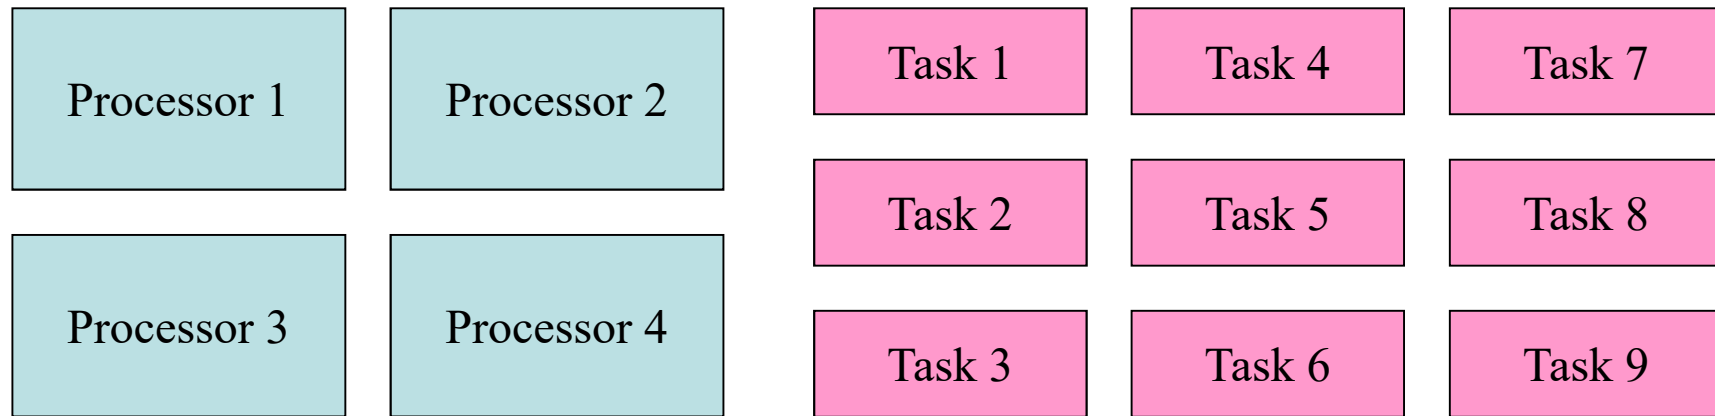 Processor 1
Processor 2
Processor 3
Processor 4
Task 1
Task 4
Task 7
Task 2
Task 5
Task 8
Task 3
Task 6
Task 9